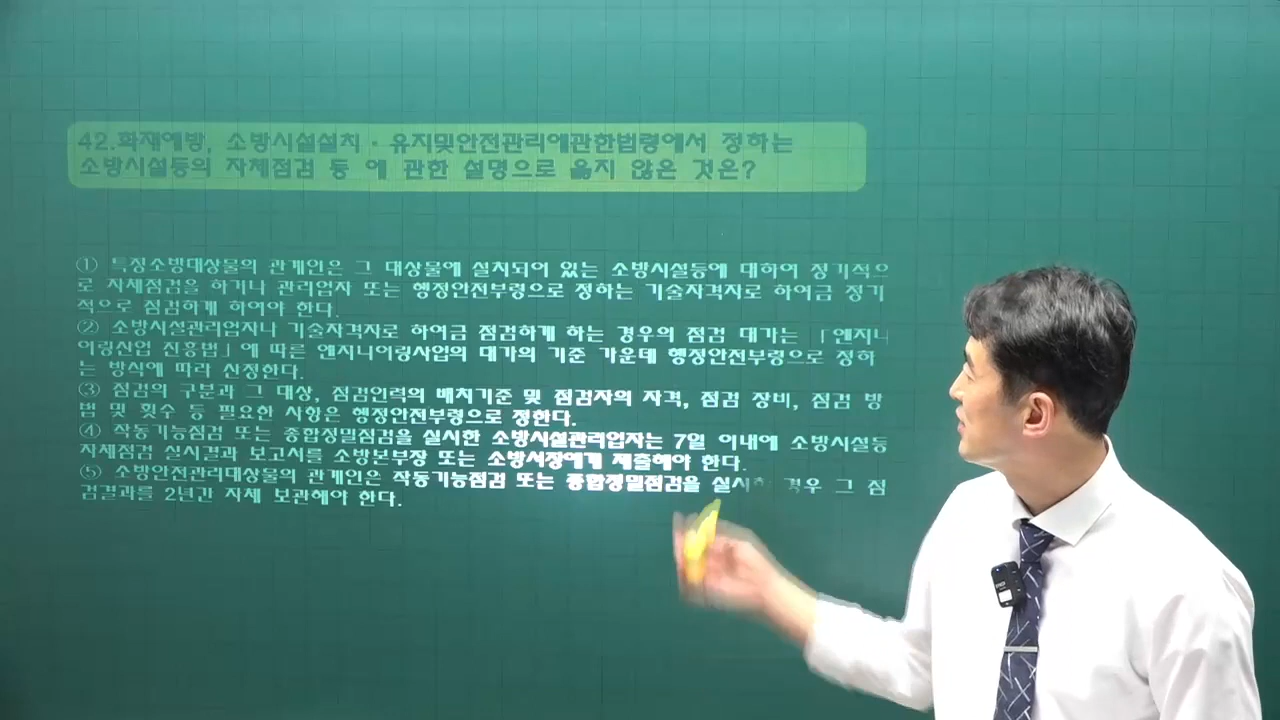 42.화재예방, 소방시설설치·유지및안전관리에관한법령에서 정하는
소방시설등의 자체점검 등 에 관한 설명으로 옳지 않은 것은?
① 특정소방대상물의 관계인은 그 대상물에 설치되어 있는 소방시설등에 대하여 정기적으
로 자체점검을 하거나 관리업자 또는 행정안전부령으로 정하는 기술자격자로 하여금 정기
적으로 점검하게 하여야 한다.
② 소방시설관리업자나 기술자격자로 하여금 점검하게 하는 경우의 점검 대가는 「엔지니
어링산업 진흥법」에 따른 엔지니어링사업의 대가의 기준 가운데 행정안전부령으로 정하
는 방식에 따라 산정한다.
③ 점검의 구분과 그 대상, 점검인력의 배치기준 및 점검자의 자격, 점검 장비, 점검 방
법 및 횟수 등 필요한 사항은 행정안전부령으로 정한다.
④ 작동기능점검 또는 종합정밀점검을 실시한 소방시설관리업자는 7일 이내에 소방시설등
자체점검 실시결과 보고서를 소방본부장 또는 소방서장에게 제출해야 한다.
⑤ 소방안전관리대상물의 관계인은 작동기능점검 또는 종합정밀점검을 실시한 경우 그 점
검결과를 2년간 자체 보관해야 한다.